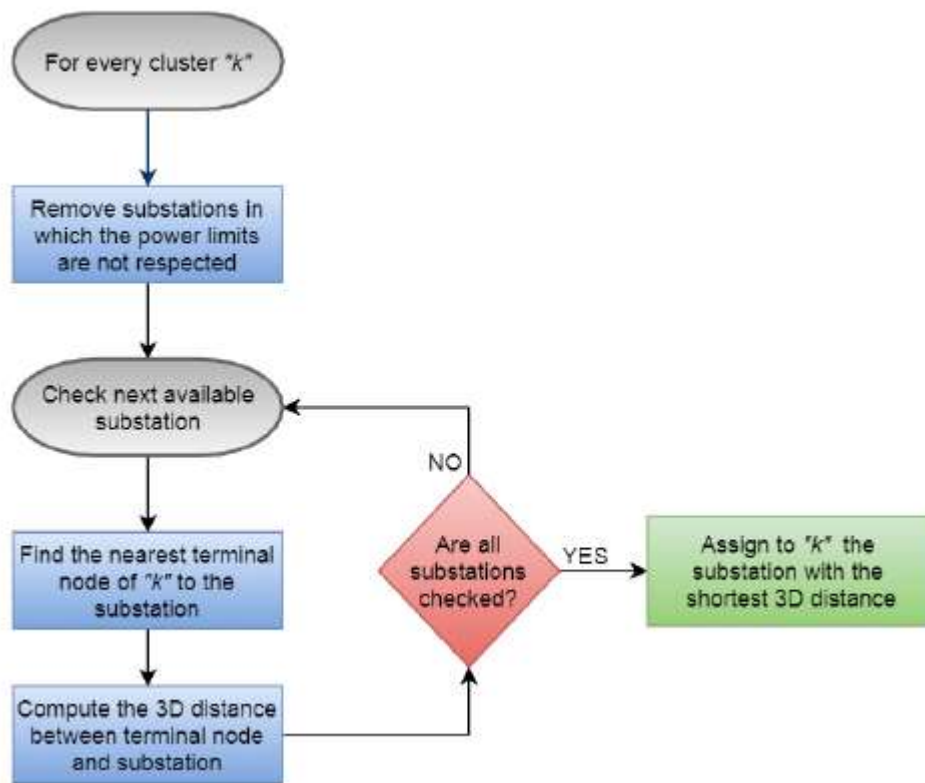 For every cluster "k"
Remove substations in
which the power limits
are not respected
Check next available
substation
Find the nearest terminal
node of "k" to the
substation
Compute the 3D distance
between terminal node
and substation
NO
Are all
substations
checked?
YES
Assign to "k" the
substation with the
shortest 3D distance